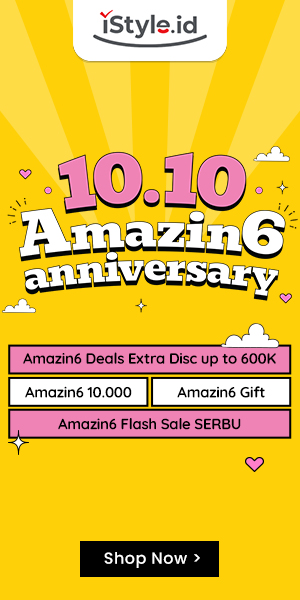 iStyle.id
10.10
Amazin6
anniversary
Amazin6 Deals Extra Disc up to 600K
Amazin6 10.000
Amazin6 Gift
Amazin6 Flash Sale SERBU
Shop Now >